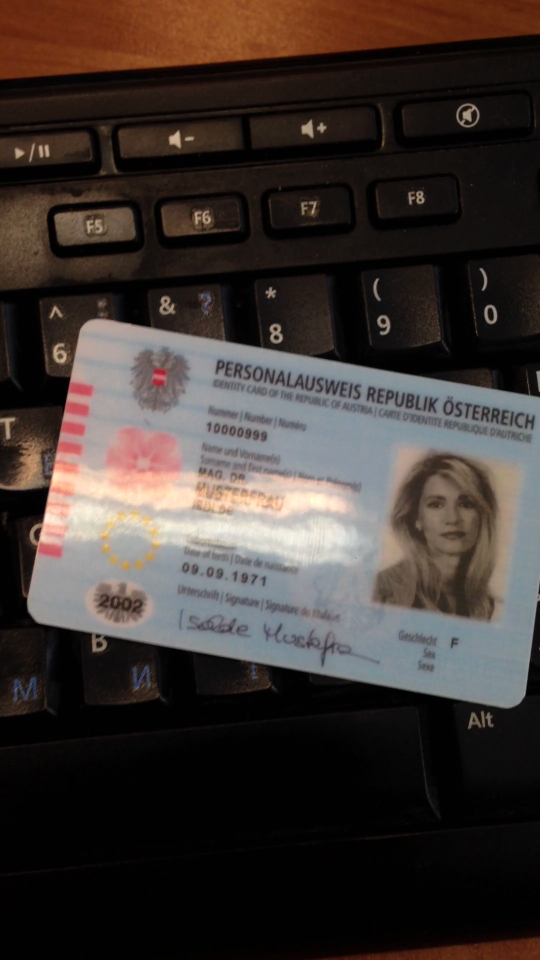 F5 F6 F7 F8
^ & * ( )
6 8 9 0
T
PERSONALAUSWEIS REPUBLIK ÖSTERREICH
IDENTITY CARD OF THE REPUBLIC OF AUSTRIA | CARTE D'IDENTITE REPUBLIQUE D'AUTRICHE
Nummer | Number | Numéro
10000999
Name und Vorname(n)
Surname and first name(s) | Nom et Prénom(s)
MAG. DR.
MUSTERFRAU
ISOLDE
Date of birth | Date de naissance
09.09.1971
2002
Unterschrift | Signature | Signature du titulaire
Isolde Musterfrau
Geschlecht F
Sex
Sexe
B
М И
Alt